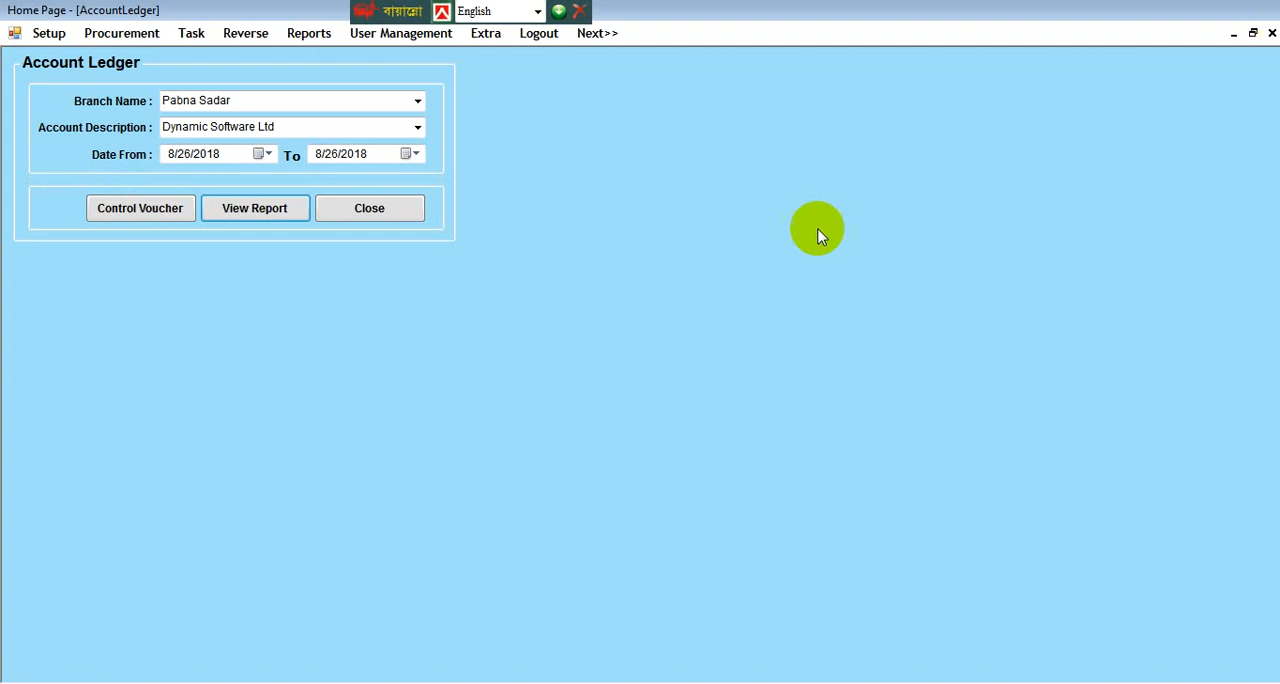 Home Page - [AccountLedger]
বায়ান্নো
English
Setup Procurement Task Reverse Reports User Management Extra Logout Next>>
Account Ledger
Branch Name : Pabna Sadar
Account Description : Dynamic Software Ltd
Date From : 8/26/2018 To 8/26/2018
Control Voucher View Report Close